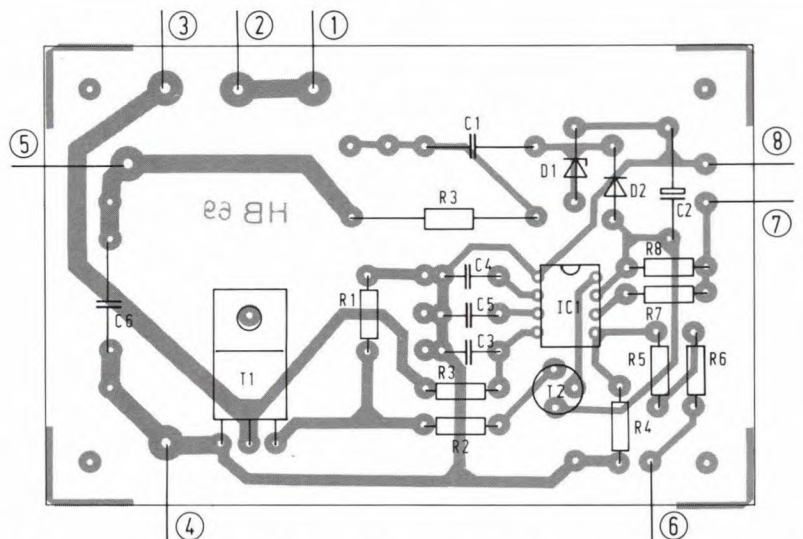 ③ ② ①
⑤
C1
D1
D2
C2
⑧
⑦
R3
HB 69
C4
R8
R1
C5
IC1
R7
C6
C3
T1
R3
T2
R5
R6
R2
R4
④
⑥